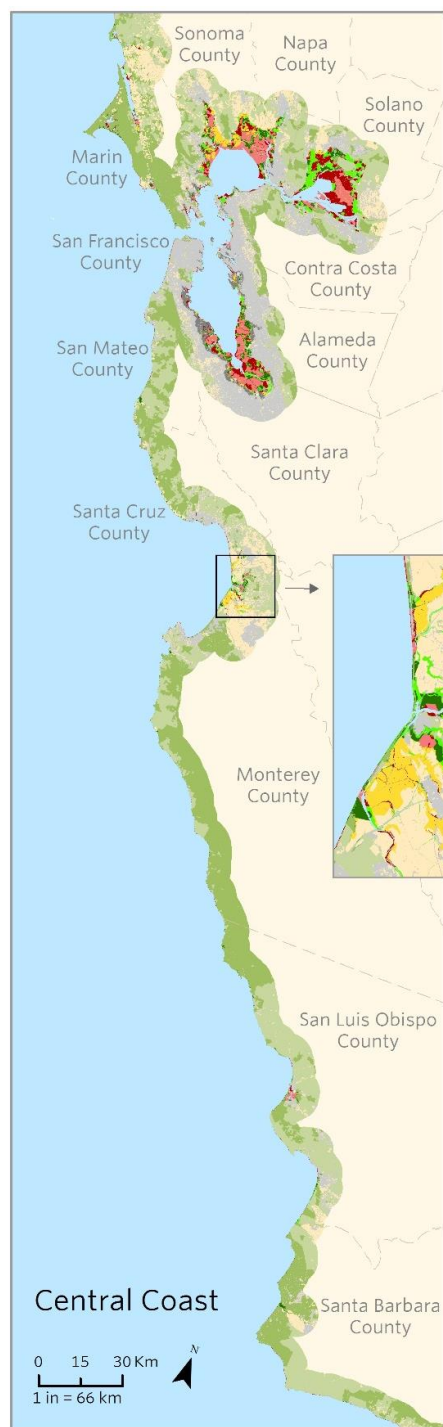 Sonoma
County
Napa
County
Solano
County
Marin
County
San Francisco
County
Contra Costa
County
San Mateo
County
Alameda
County
Santa Clara
County
Santa Cruz
County
Monterey
County
San Luis Obispo
County
Central Coast
Santa Barbara
County
N
0 15 30 Km
1 in = 66 km